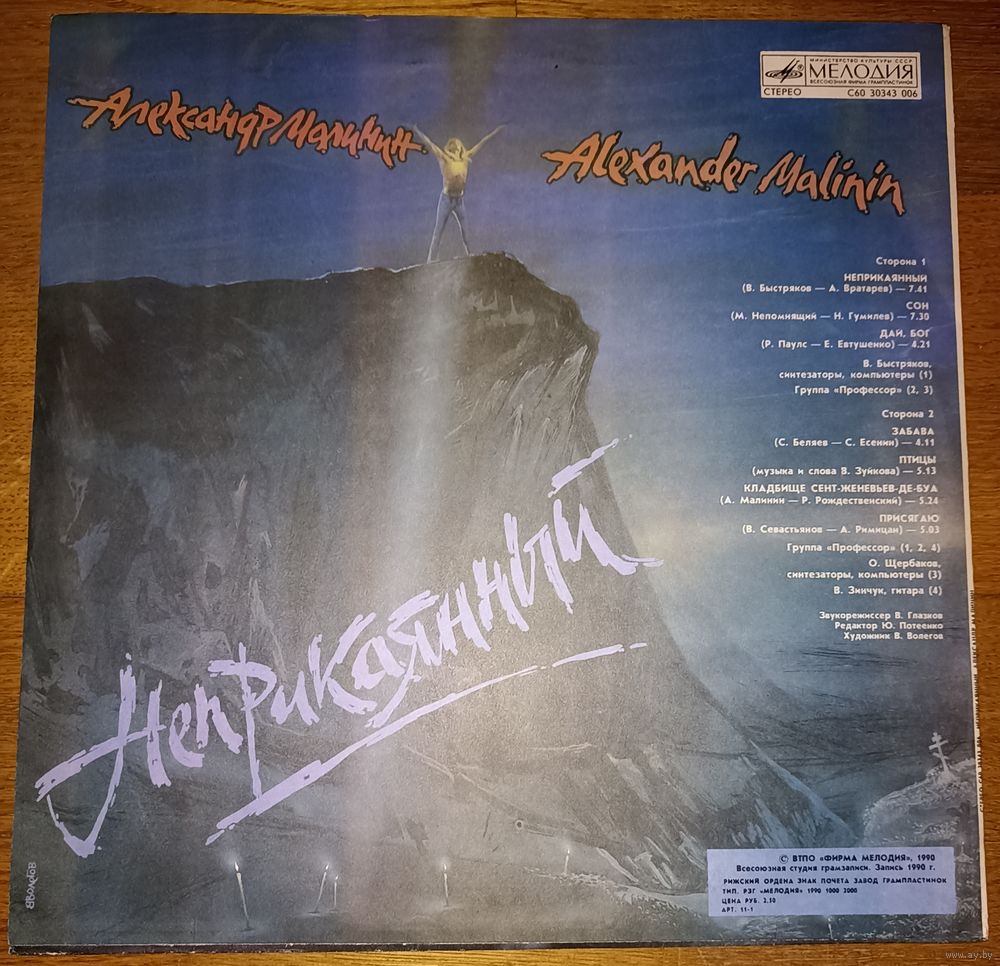 МИНИСТЕРСТВО КУЛЬТУРЫ СССР
МЕЛОДИЯ
ВСЕСОЮЗНАЯ ФИРМА ГРАМПЛАСТИНОК
СТЕРЕО С60 30343 006
Александр Малинин
Alexander Malinin
Сторона 1
НЕПРИКАЯННЫЙ
(В. Быстряков — А. Вратарев) — 7.41
СОН
(М. Непомнящий — Н. Гумилев) — 7.30
ДАЙ, БОГ
(Р. Паулс — Е. Евтушенко) — 4.21
В. Быстряков,
синтезаторы, компьютеры (1)
Группа «Профессор» (2, 3)
Сторона 2
ЗАБАВА
(С. Беляев — С. Есенин) — 4.11
ПТИЦЫ
(музыка и слова В. Зуйкова) — 5.13
КЛАДБИЩЕ СЕНТ-ЖЕНЕВЬЕВ-ДЕ-БУА
(А. Малинин — Р. Рождественский) — 5.24
ПРИСЯГАЮ
(В. Севастьянов — А. Римицан) — 5.03
Группа «Профессор» (1, 2, 4)
О. Щербаков,
синтезаторы, компьютеры (3)
В. Зинчук, гитара (4)
Звукорежиссер В. Глазков
Редактор Ю. Потеенко
Художник В. Волегов
Неприкаянный
© ВТПО «ФИРМА МЕЛОДИЯ», 1990
Всесоюзная студия грамзаписи. Запись 1990 г.
РИЖСКИЙ ОРДЕНА ЗНАК ПОЧЕТА ЗАВОД ГРАМПЛАСТИНОК
ТИП. РЗГ «МЕЛОДИЯ» 1990 1000 2000
ЦЕНА РУБ. 2.50
АРТ. 11-1
www.ay.by